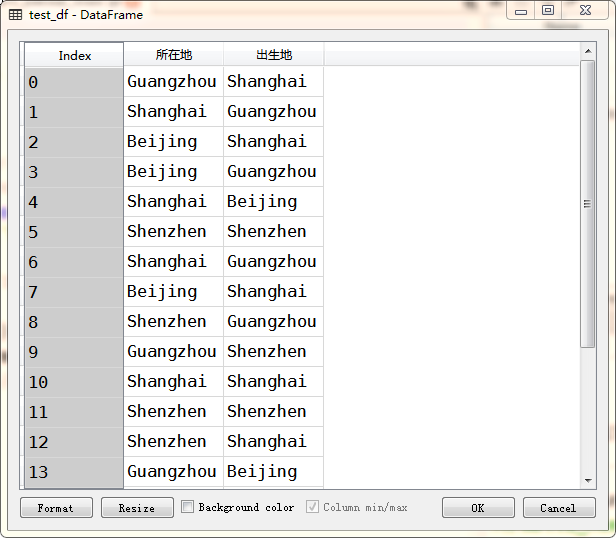 test_df - DataFrame
Index 所在地 出生地
0 Guangzhou Shanghai
1 Shanghai Guangzhou
2 Beijing Shanghai
3 Beijing Guangzhou
4 Shanghai Beijing
5 Shenzhen Shenzhen
6 Shanghai Guangzhou
7 Beijing Shanghai
8 Shenzhen Guangzhou
9 Guangzhou Shenzhen
10 Shanghai Shanghai
11 Shenzhen Shenzhen
12 Shenzhen Shanghai
13 Guangzhou Beijing
Format Resize Background color Column min/max OK Cancel